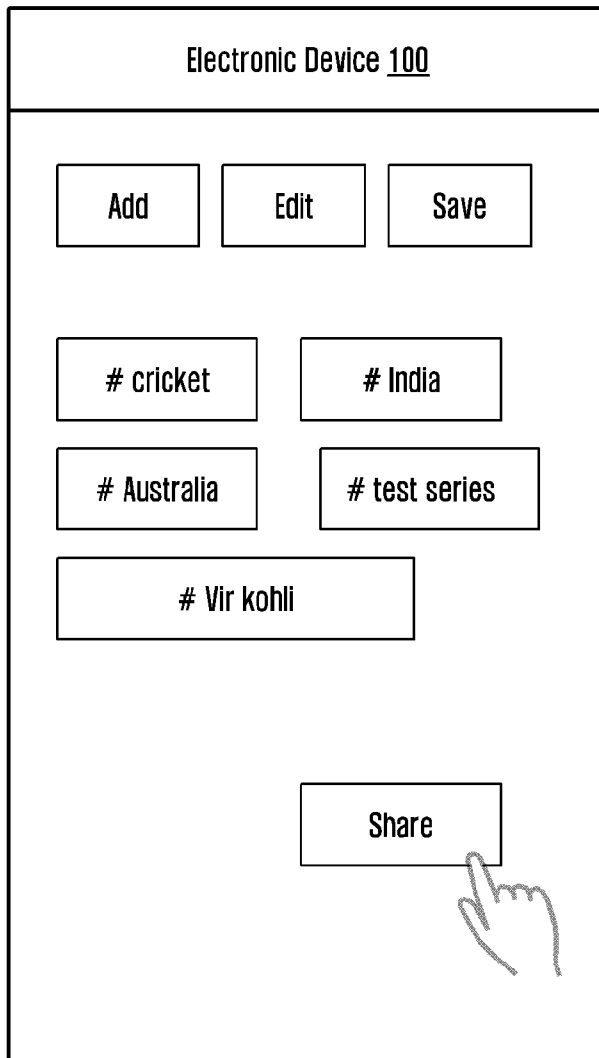 Electronic Device 100
Add Edit Save
# cricket # India
# Australia # test series
# Vir kohli
Share